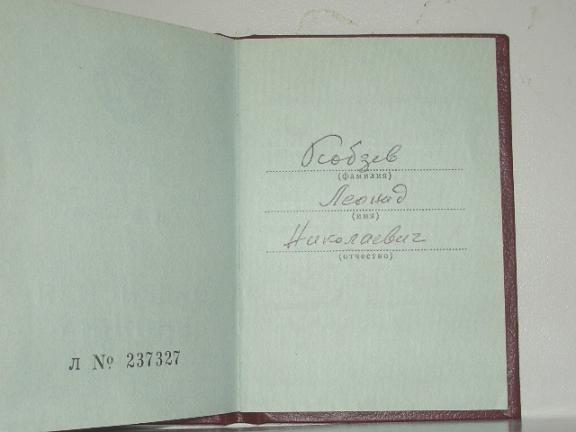 Л № 237327
Кобзев
(фамилия)
Леонид
(имя)
Николаевич
(отчество)